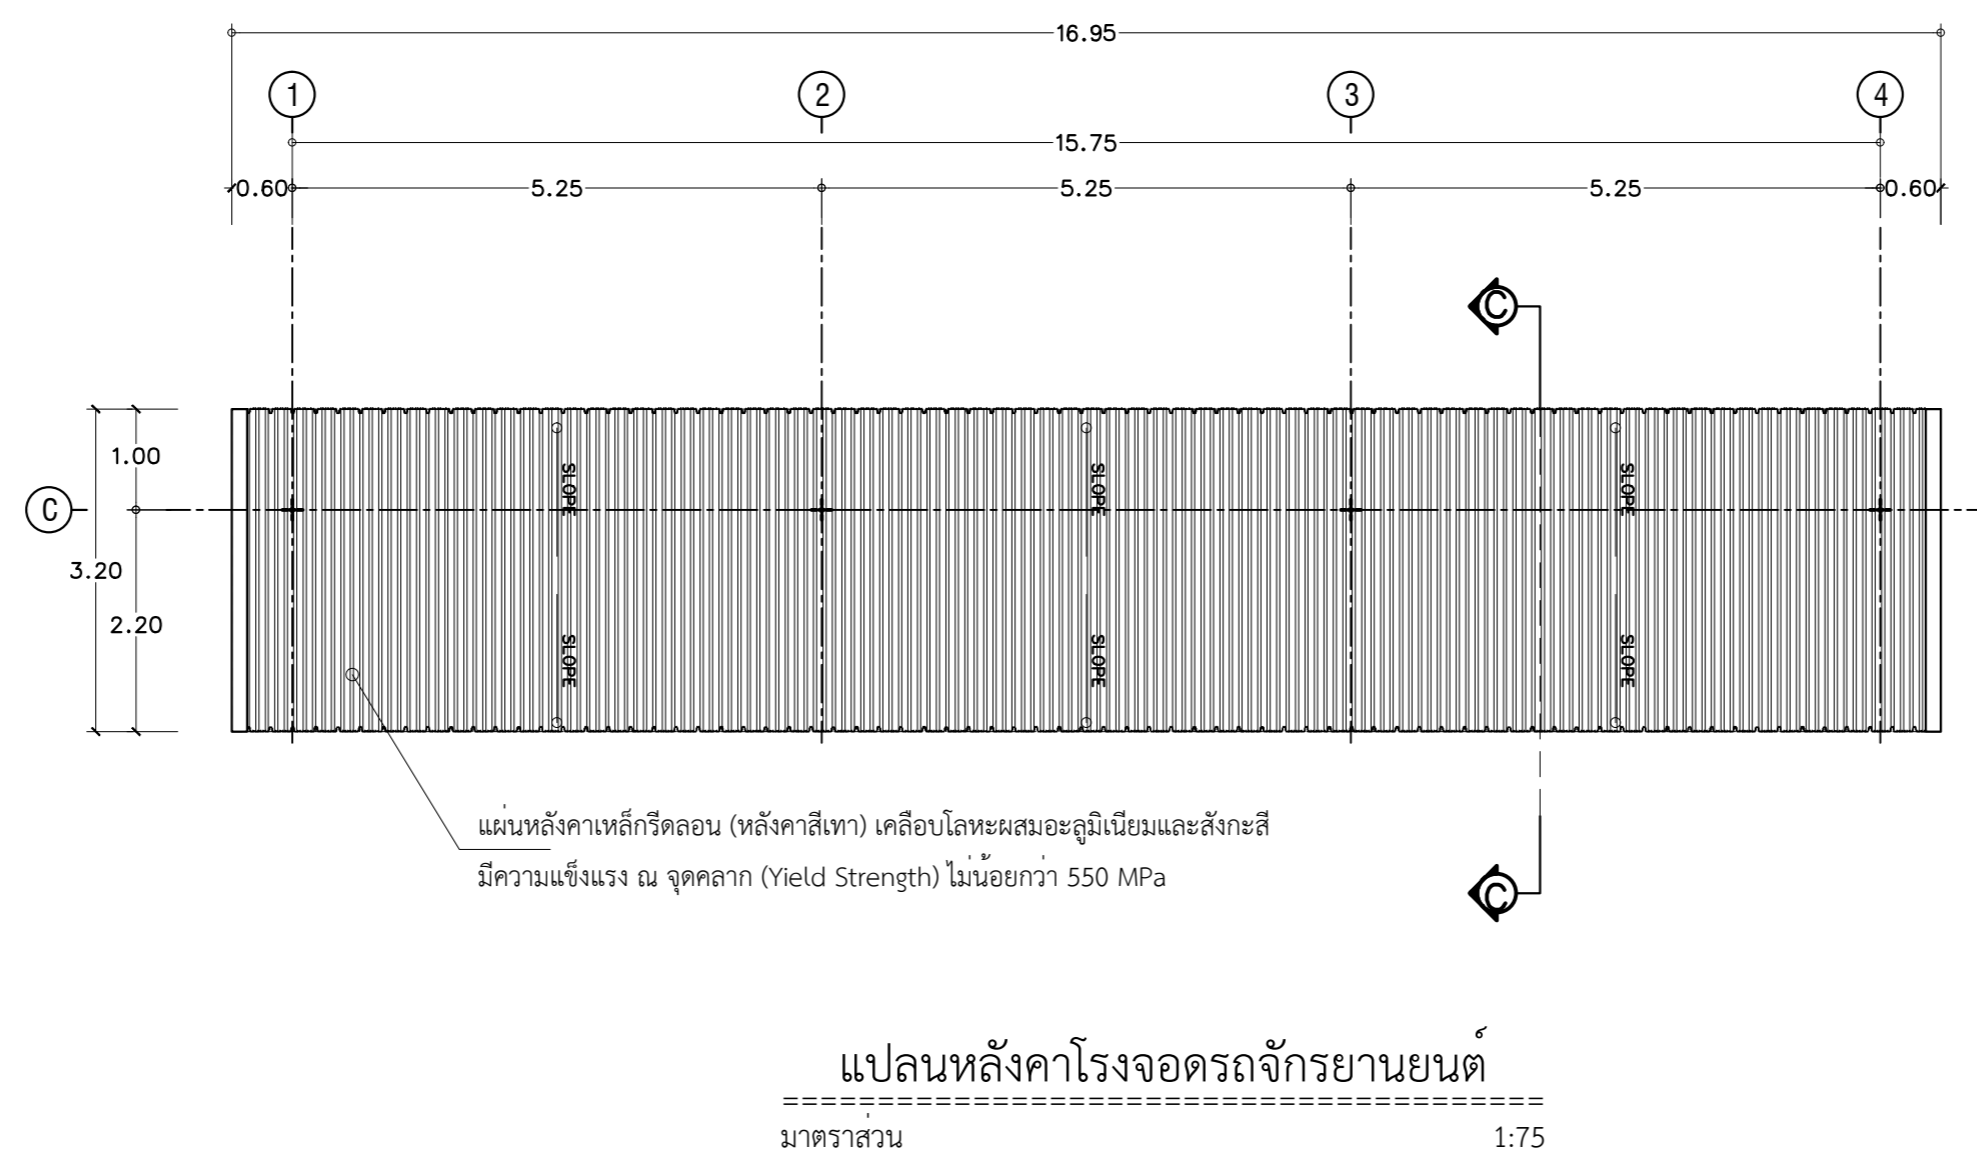 16.95
1 2 3 4
15.75
0.60 5.25 5.25 5.25 0.60
C
1.00
SLOPE SLOPE SLOPE
C
3.20
2.20
SLOPE SLOPE SLOPE
แผ่นหลังคาเหล็กรีดลอน (หลังคาสีเทา) เคลือบโลหะผสมอะลูมิเนียมและสังกะสี
มีความแข็งแรง ณ จุดคลาก (Yield Strength) ไม่น้อยกว่า 550 MPa
C
แปลนหลังคาโรงจอดรถจักรยานยนต์
มาตราส่วน 1:75